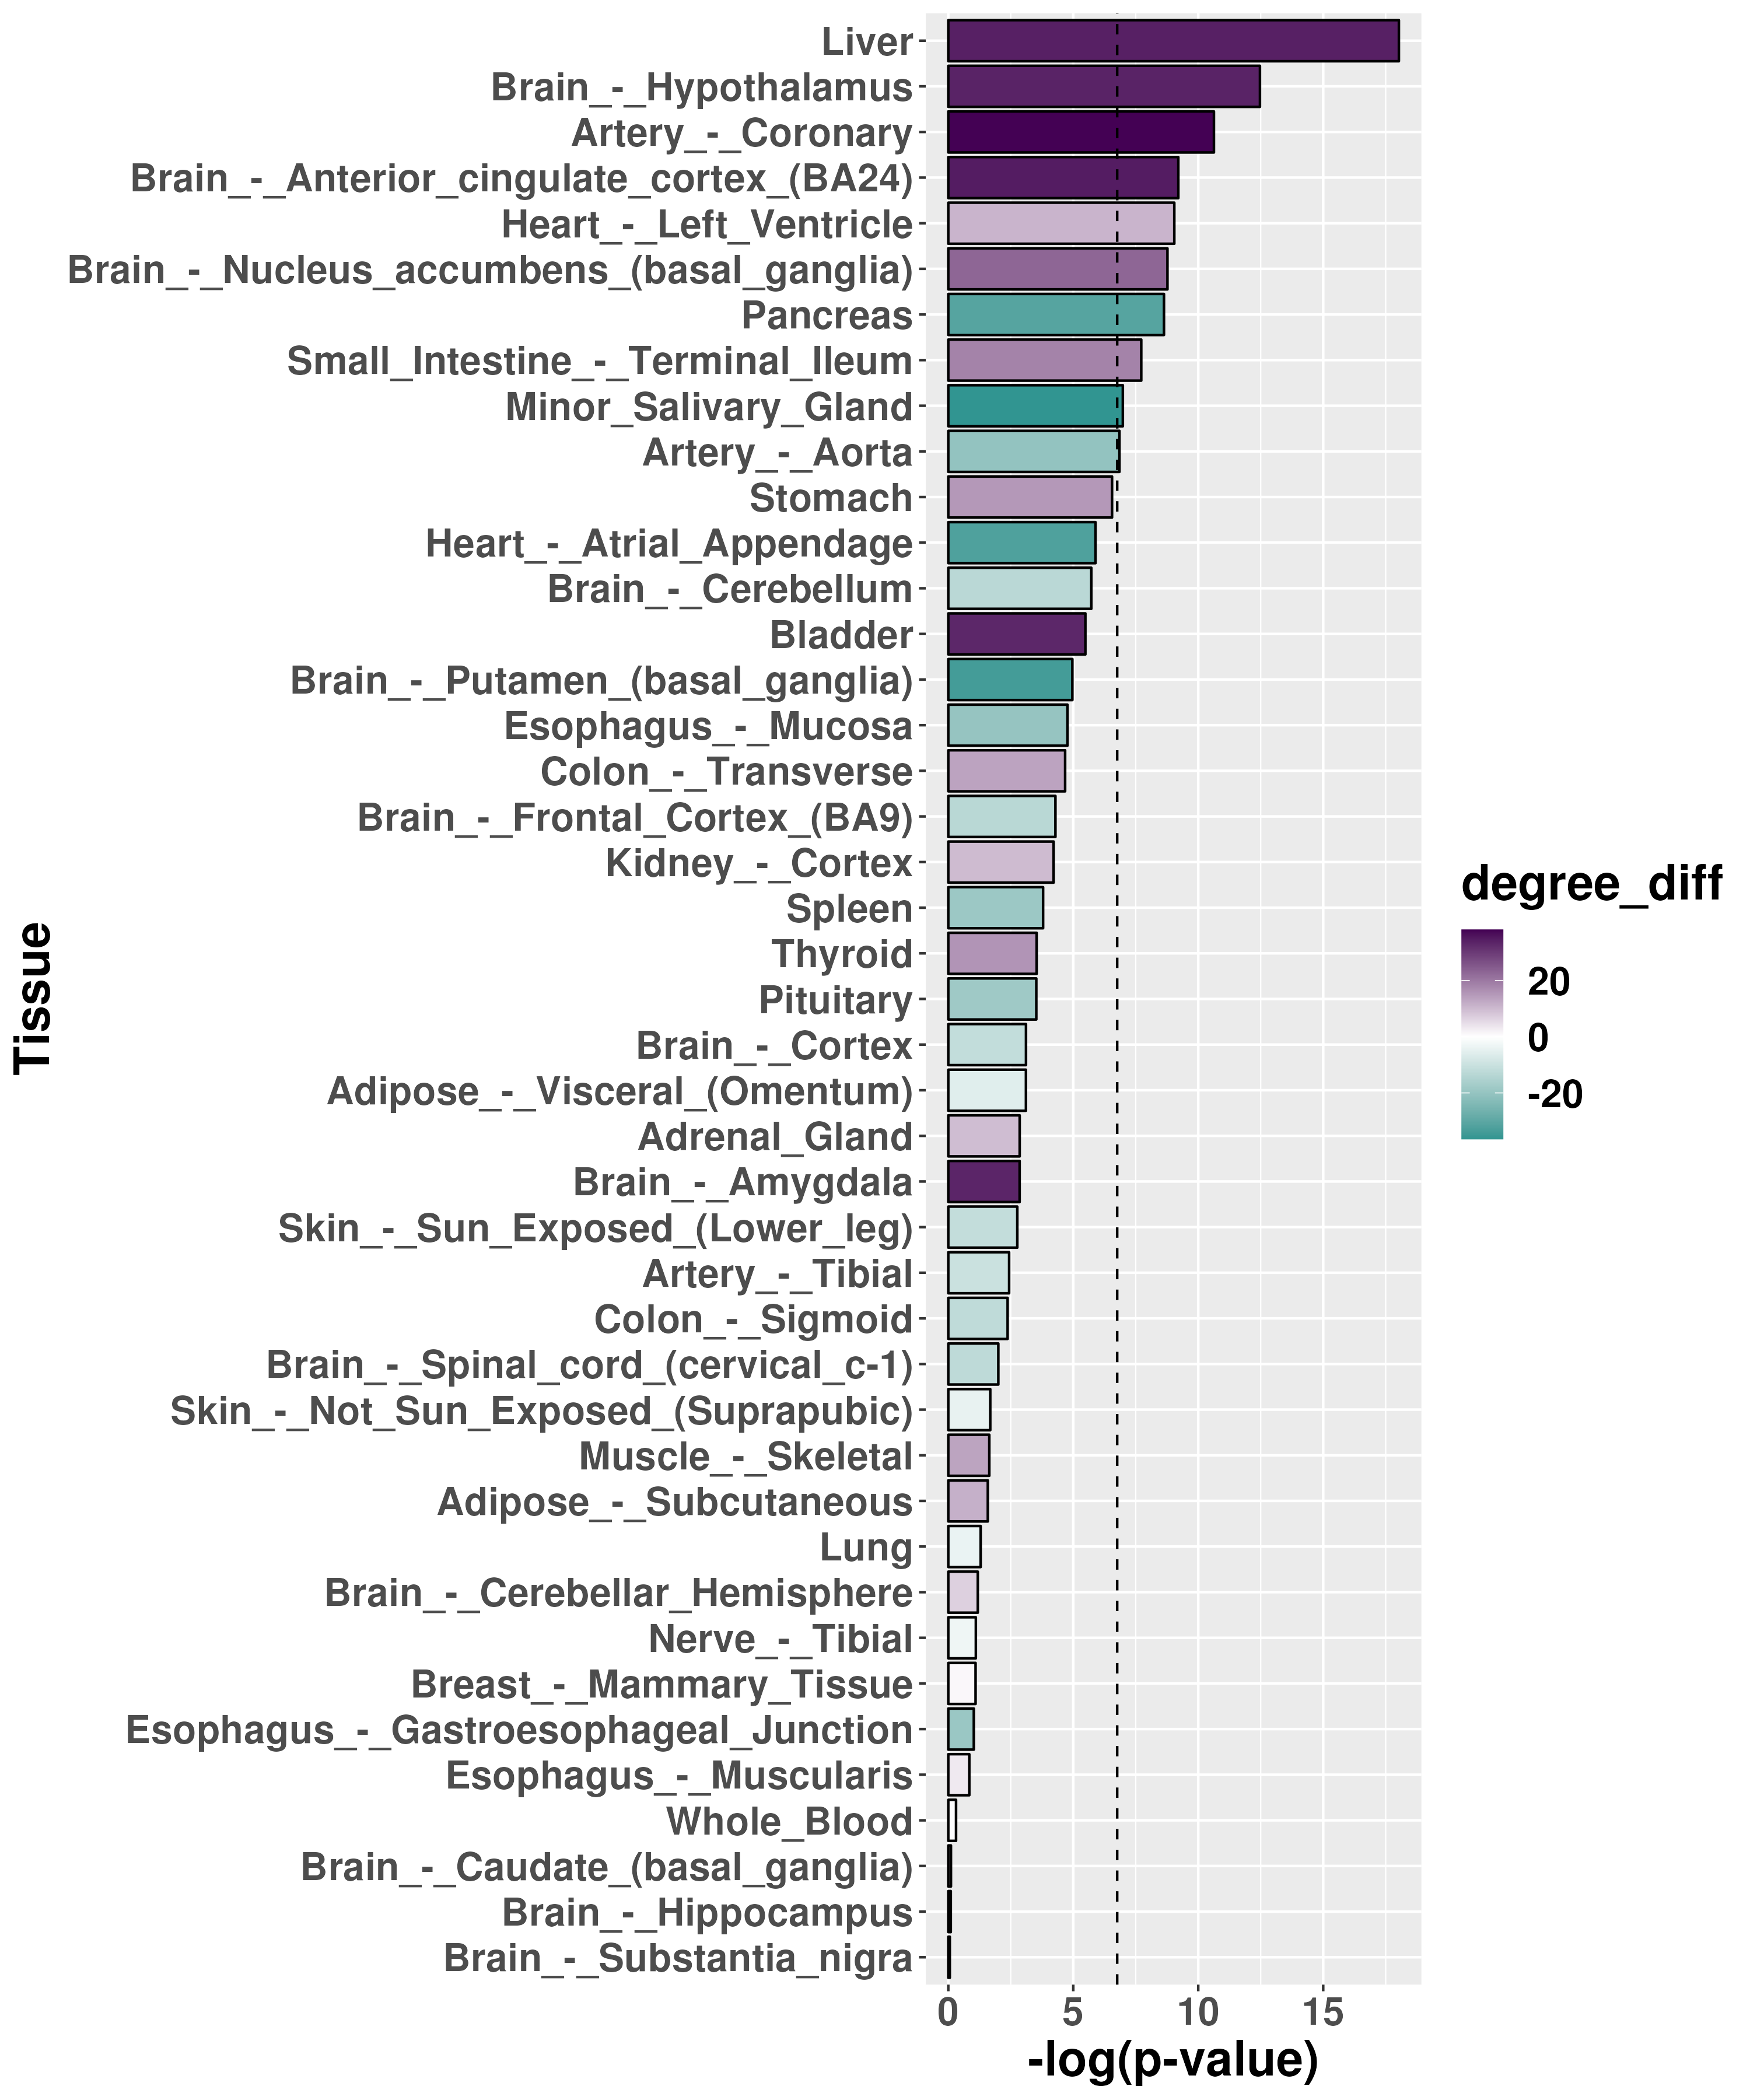 Liver
Brain_-_Hypothalamus
Artery_-_Coronary
Brain_-_Anterior_cingulate_cortex_(BA24)
Heart_-_Left_Ventricle
Brain_-_Nucleus_accumbens_(basal_ganglia)
Pancreas
Small_Intestine_-_Terminal_Ileum
Minor_Salivary_Gland
Artery_-_Aorta
Stomach
Heart_-_Atrial_Appendage
Brain_-_Cerebellum
Bladder
Brain_-_Putamen_(basal_ganglia)
Esophagus_-_Mucosa
Colon_-_Transverse
Brain_-_Frontal_Cortex_(BA9)
Kidney_-_Cortex
Spleen
Thyroid
Pituitary
Brain_-_Cortex
Adipose_-_Visceral_(Omentum)
Adrenal_Gland
Brain_-_Amygdala
Skin_-_Sun_Exposed_(Lower_leg)
Artery_-_Tibial
Colon_-_Sigmoid
Brain_-_Spinal_cord_(cervical_c-1)
Skin_-_Not_Sun_Exposed_(Suprapubic)
Muscle_-_Skeletal
Adipose_-_Subcutaneous
Lung
Brain_-_Cerebellar_Hemisphere
Nerve_-_Tibial
Breast_-_Mammary_Tissue
Esophagus_-_Gastroesophageal_Junction
Esophagus_-_Muscularis
Whole_Blood
Brain_-_Caudate_(basal_ganglia)
Brain_-_Hippocampus
Brain_-_Substantia_nigra
Tissue
0 5 10 15
-log(p-value)
degree_diff
20
0
-20